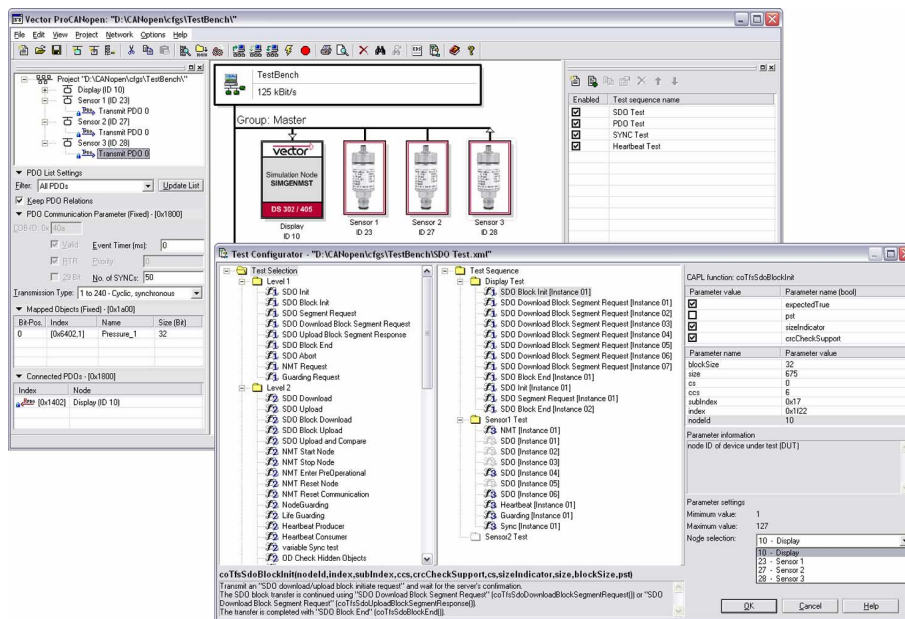 Vector ProCANopen: "D:\CANopen\cfgs\TestBench\"
File Edit View Project Network Options Help
Project "D:\CANopen\cfgs\TestBench\"
Display (ID 10)
Sensor 1 (ID 23)
Transmit PDO 0
Sensor 2 (ID 27)
Transmit PDO 0
Sensor 3 (ID 28)
Transmit PDO 0
PDO List Settings
Filter: All PDOs Update List
Keep PDO Relations
PDO Communication Parameter (Fixed) - [0x1800]
COB-ID: 0x 40a
Valid Event Timer (ms): 0
RTR Priority: 0
29 Bit No. of SYNCs: 50
Transmission Type: 1 to 240 - Cyclic, synchronous
Mapped Objects (Fixed) - [0x1a00]
Bit-Pos. Index Name Size (Bit)
0 [0x6402,1] Pressure_1 32
Connected PDOs - [0x1800]
Index Node
[0x1402] Display (ID 10)
TestBench
125 kBit/s
Group: Master
vector
Simulation Node
SIMGENMST
DS 302 / 405
Display
ID 10
Sensor 1
ID 23
Sensor 2
ID 27
Sensor 3
ID 28
Enabled Test sequence name
SDO Test
PDO Test
SYNC Test
Heartbeat Test
Test Configurator - "D:\CANopen\cfgs\TestBench\SDO Test.xml"
Test Selection
Level 1
SDO Init
SDO Block Init
SDO Segment Request
SDO Download Block Segment Request
SDO Upload Block Segment Response
SDO Block End
SDO Abort
NMT Request
Guarding Request
Level 2
SDO Download
SDO Upload
SDO Block Download
SDO Block Upload
SDO Upload and Compare
NMT Start Node
NMT Stop Node
NMT Enter PreOperational
NMT Reset Node
NMT Reset Communication
NodeGuarding
Life Guarding
Heartbeat Producer
Heartbeat Consumer
variable Sync test
OD Check Hidden Objects
Test Sequence
Display Test
SDO Block Init [Instance 01]
SDO Download Block Segment Request [Instance 01]
SDO Download Block Segment Request [Instance 02]
SDO Download Block Segment Request [Instance 03]
SDO Download Block Segment Request [Instance 04]
SDO Download Block Segment Request [Instance 05]
SDO Download Block Segment Request [Instance 06]
SDO Download Block Segment Request [Instance 07]
SDO Block End [Instance 01]
SDO Init [Instance 01]
SDO Segment Request [Instance 01]
SDO Block End [Instance 02]
Sensor1 Test
NMT [Instance 01]
SDO [Instance 01]
SDO [Instance 02]
SDO [Instance 03]
SDO [Instance 04]
SDO [Instance 05]
SDO [Instance 06]
Heartbeat [Instance 01]
Guarding [Instance 01]
Sync [Instance 01]
Sensor2 Test
CAPL function: coTfsSdoBlockInit
Parameter value Parameter name (bool)
expectedTrue
pst
sizeIndicator
crcCheckSupport
Parameter name Parameter value
blockSize 32
size 675
cs 0
ccs 6
subIndex 0x17
index 0x1f22
nodeId 10
Parameter information
node ID of device under test (DUT)
Parameter settings
Mimimum value: 1
Maximum value: 127
Node selection: 10 - Display
10 - Display
23 - Sensor 1
27 - Sensor 2
28 - Sensor 3
coTfsSdoBlockInit(nodeId,index,subIndex,ccs,crcCheckSupport,cs,sizeIndicator,size,blockSize,pst)
Transmit an "SDO download/upload block initiate request" and wait for the server's confirmation.
The SDO block transfer is continued using "SDO Download Block Segment Request" (coTfsSdoDownloadBlockSegmentRequest()) or "SDO
Download Block Segment Request" (coTfsSdoUploadBlockSegmentResponse()).
The transfer is completed with "SDO Block End" (coTfsSdoBlockEnd()).
OK Cancel Help